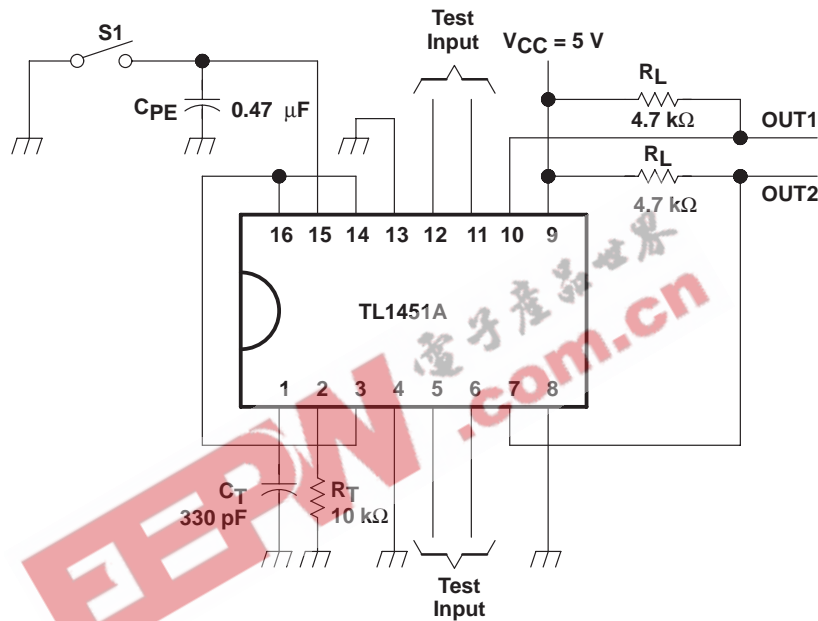 S1
Test
Input
VCC = 5 V
RL
4.7 kΩ
OUT1
CPE 0.47 µF
RL
4.7 kΩ
OUT2
16 15 14 13 12 11 10 9
TL1451A
電子產品世界
.com.cn
EEPW
1 2 3 4 5 6 7 8
CT
330 pF
RT
10 kΩ
Test
Input